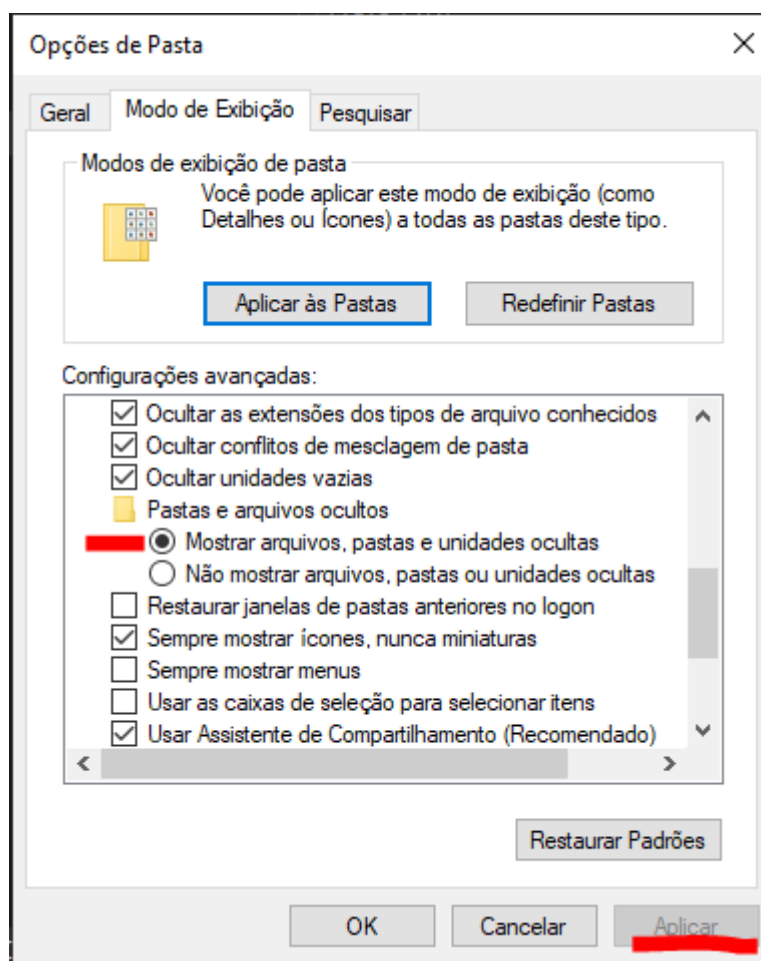 Opções de Pasta
Geral
Modo de Exibição
Pesquisar
Modos de exibição de pasta
Você pode aplicar este modo de exibição (como
Detalhes ou Ícones) a todas as pastas deste tipo.
Aplicar às Pastas
Redefinir Pastas
Configurações avançadas:
Ocultar as extensões dos tipos de arquivo conhecidos
Ocultar conflitos de mesclagem de pasta
Ocultar unidades vazias
Pastas e arquivos ocultos
Mostrar arquivos, pastas e unidades ocultas
Não mostrar arquivos, pastas ou unidades ocultas
Restaurar janelas de pastas anteriores no logon
Sempre mostrar ícones, nunca miniaturas
Sempre mostrar menus
Usar as caixas de seleção para selecionar itens
Usar Assistente de Compartilhamento (Recomendado)
Restaurar Padrões
OK
Cancelar
Aplicar